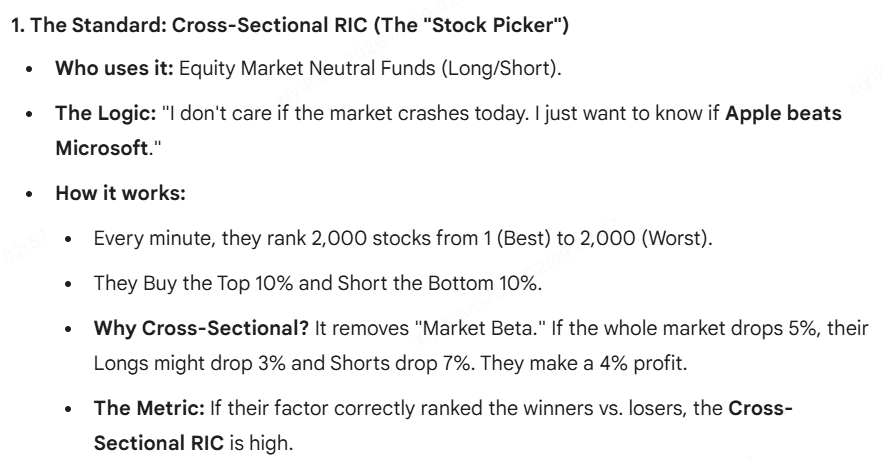 1. The Standard: Cross-Sectional RIC (The "Stock Picker")
• Who uses it: Equity Market Neutral Funds (Long/Short).
• The Logic: "I don't care if the market crashes today. I just want to know if Apple beats
Microsoft."
• How it works:
• Every minute, they rank 2,000 stocks from 1 (Best) to 2,000 (Worst).
• They Buy the Top 10% and Short the Bottom 10%.
• Why Cross-Sectional? It removes "Market Beta." If the whole market drops 5%, their
Longs might drop 3% and Shorts drop 7%. They make a 4% profit.
• The Metric: If their factor correctly ranked the winners vs. losers, the Cross-
Sectional RIC is high.